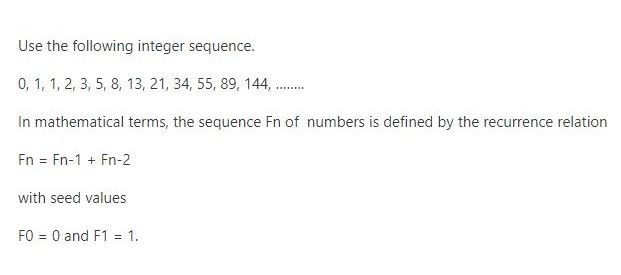 Use the following integer sequence.
0, 1, 1, 2, 3, 5, 8, 13, 21, 34, 55, 89, 144, ........
In mathematical terms, the sequence Fn of numbers is defined by the recurrence relation
Fn = Fn-1 + Fn-2
with seed values
F0 = 0 and F1 = 1.